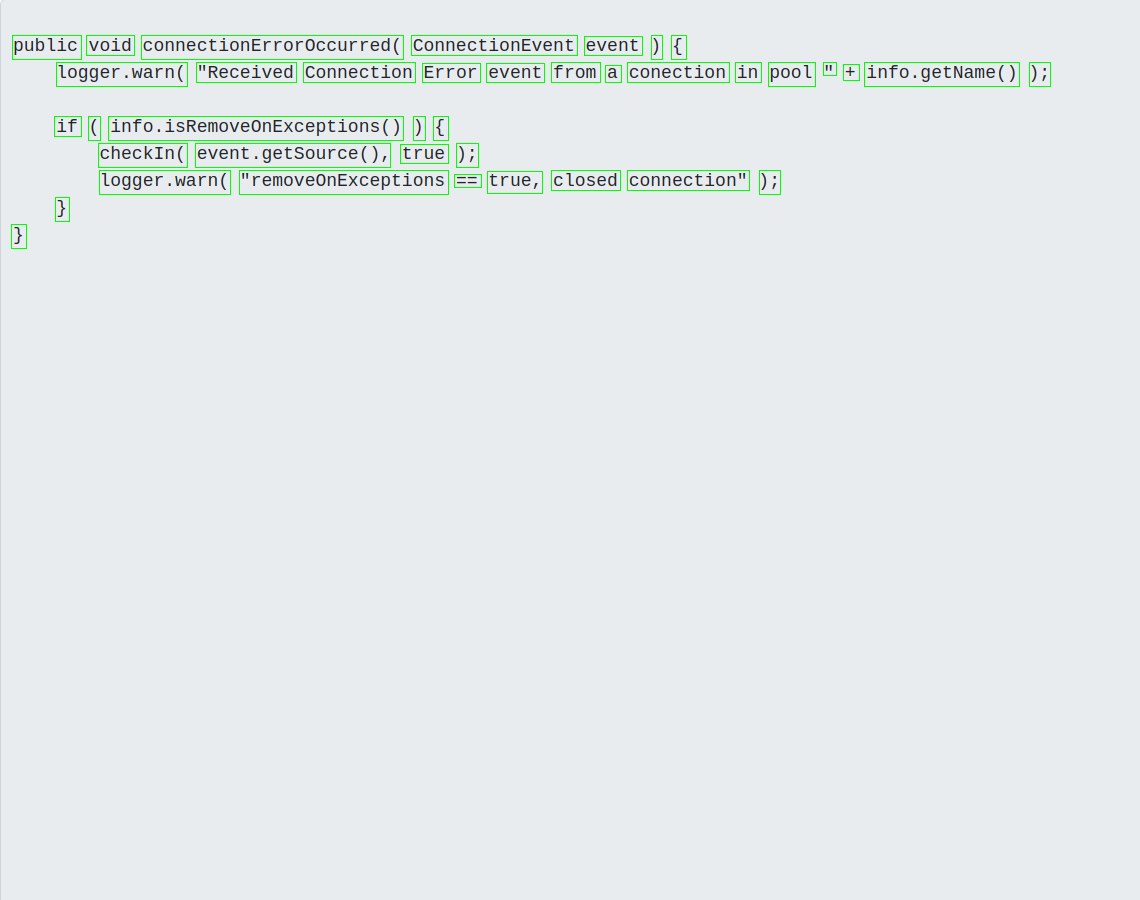 public void connectionErrorOccurred( ConnectionEvent event ) {
    logger.warn( "Received Connection Error event from a conection in pool " + info.getName() );

    if ( info.isRemoveOnExceptions() ) {
        checkIn( event.getSource(), true );
        logger.warn( "removeOnExceptions == true, closed connection" );
    }
}